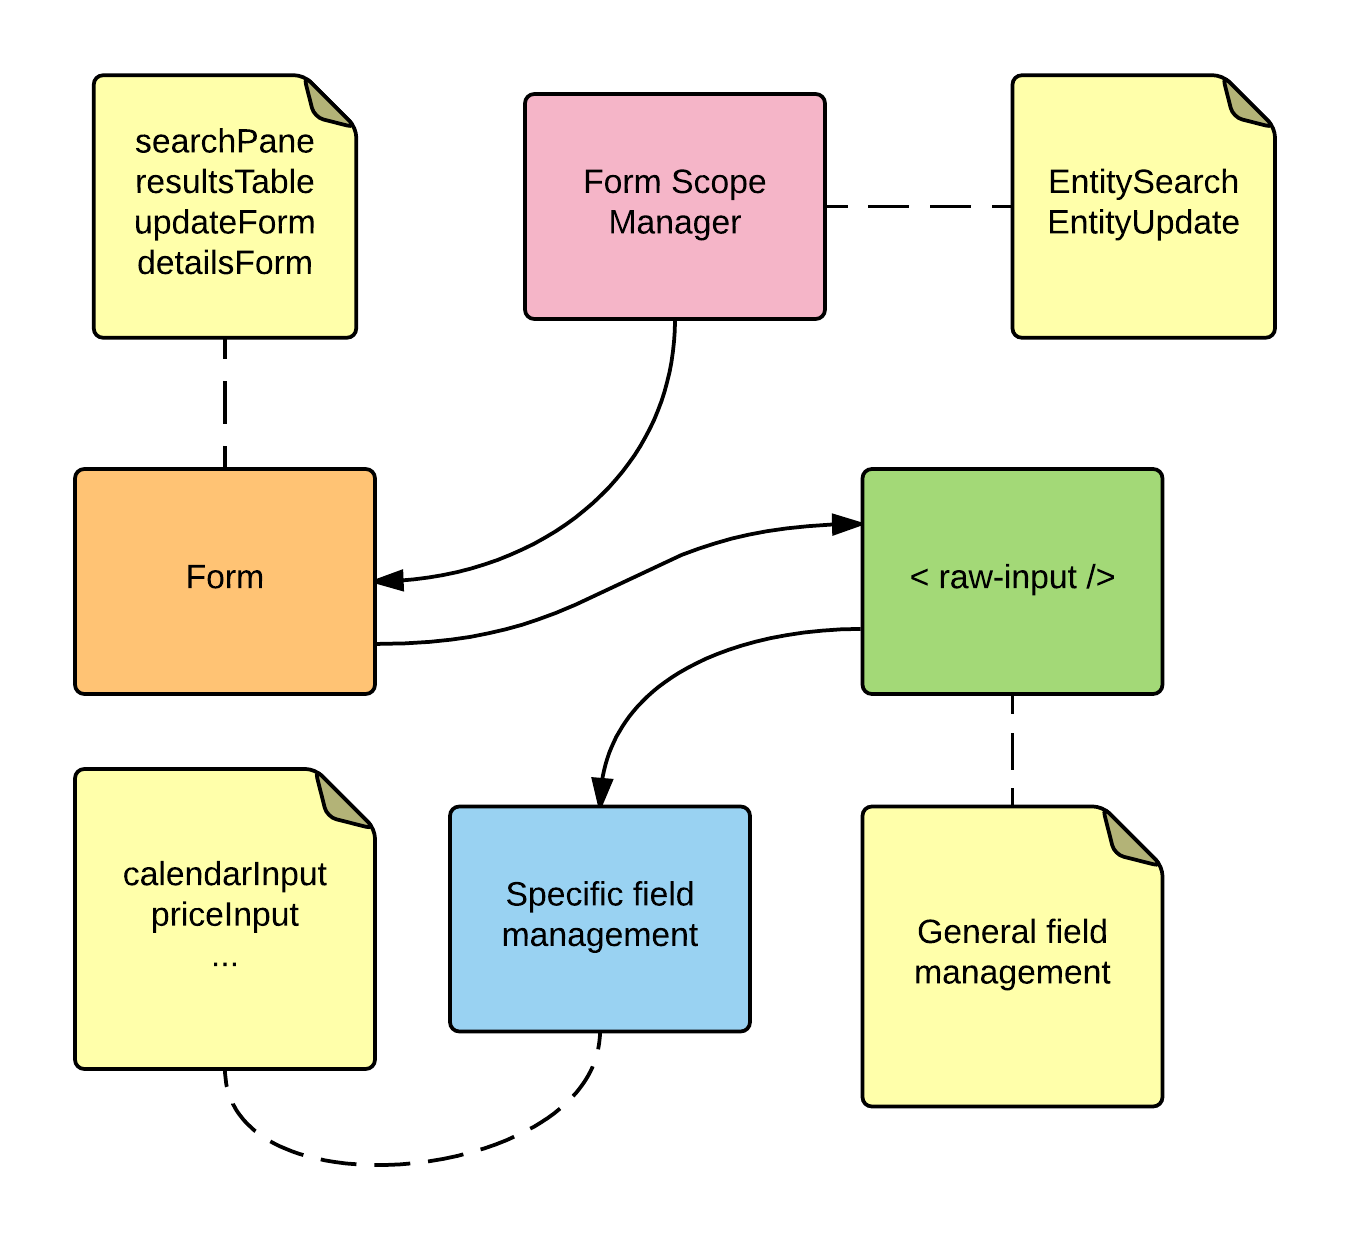 searchPane
resultsTable
updateForm
detailsForm
Form Scope
Manager
EntitySearch
EntityUpdate
Form
< raw-input />
calendarInput
priceInput
...
Specific field
management
General field
management